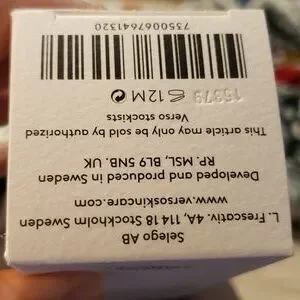 Selego AB
L. Frescativ. 4A, 114 18 Stockholm Sweden
www.versoskincare.com
Developed and produced in Sweden
RP. MSL, BL9 5NB. UK
This article may only be sold by authorized
Verso stockists
12M
15379
7350067641320